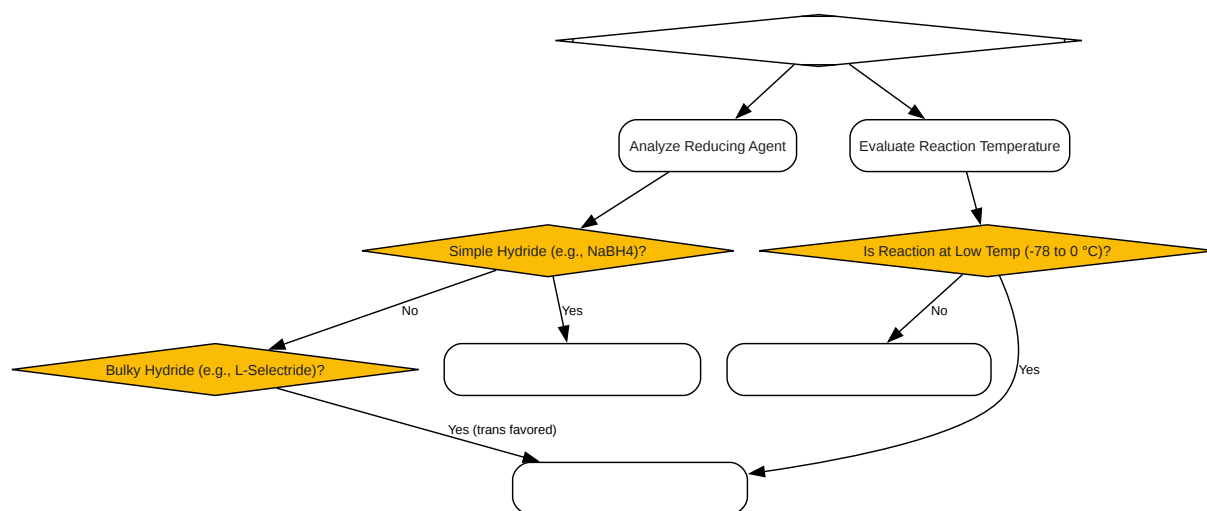 Analyze Reducing Agent
Evaluate Reaction Temperature
Simple Hydride (e.g., NaBH4)?
Is Reaction at Low Temp (-78 to 0 °C)?
No
Yes
No
Bulky Hydride (e.g., L-Selectride)?
Yes
Yes (trans favored)